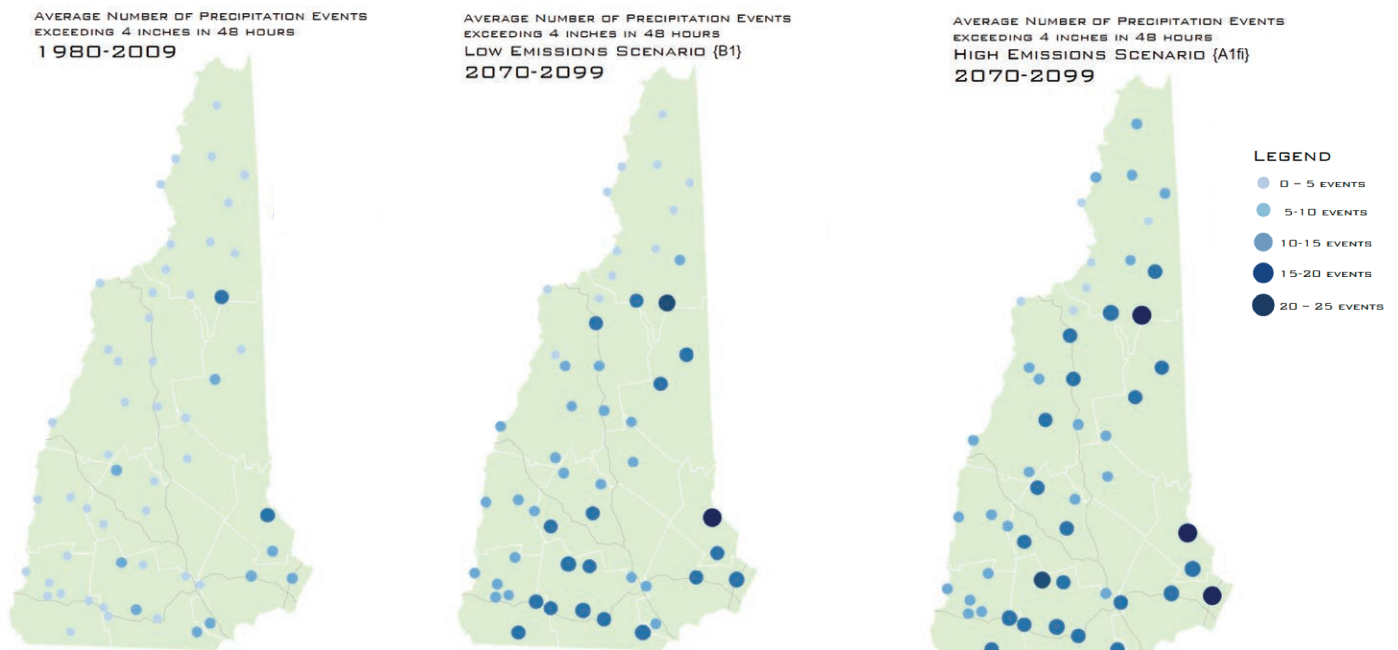 Average Number of Precipitation Events
exceeding 4 inches in 48 hours
1980-2009
Average Number of Precipitation Events
exceeding 4 inches in 48 hours
Low Emissions Scenario {B1}
2070-2099
Average Number of Precipitation Events
exceeding 4 inches in 48 hours
High Emissions Scenario {A1fi}
2070-2099
Legend
0 – 5 events
5-10 events
10-15 events
15-20 events
20 – 25 events